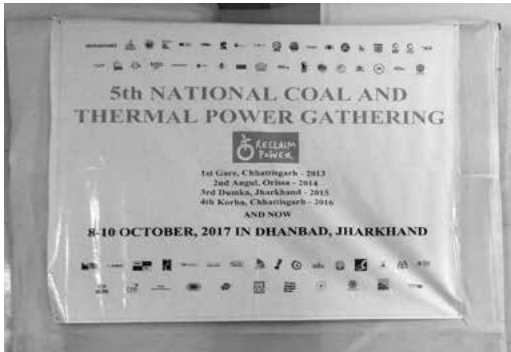 5th NATIONAL COAL AND
THERMAL POWER GATHERING
RECLAIM
POWER
1st Gare, Chhattisgarh - 2013
2nd Angul, Orissa - 2014
3rd Dumka, Jharkhand - 2015
4th Korba, Chhattisgarh - 2016
AND NOW
8-10 OCTOBER, 2017 IN DHANBAD, JHARKHAND